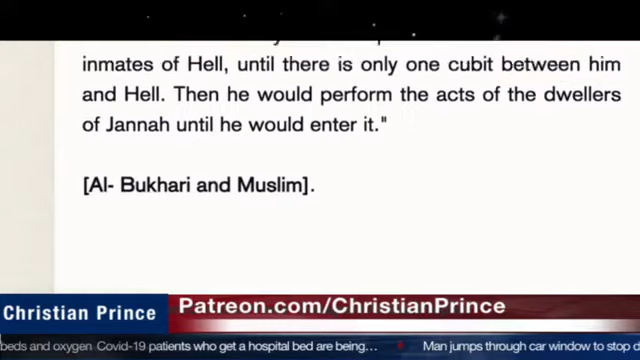 inmates of Hell, until there is only one cubit between him
and Hell. Then he would perform the acts of the dwellers
of Jannah until he would enter it."
[Al- Bukhari and Muslim].
Christian Prince
Patreon.com/ChristianPrince
beds and oxygen Covid-19 patients who get a hospital bed are being... Man jumps through car window to stop